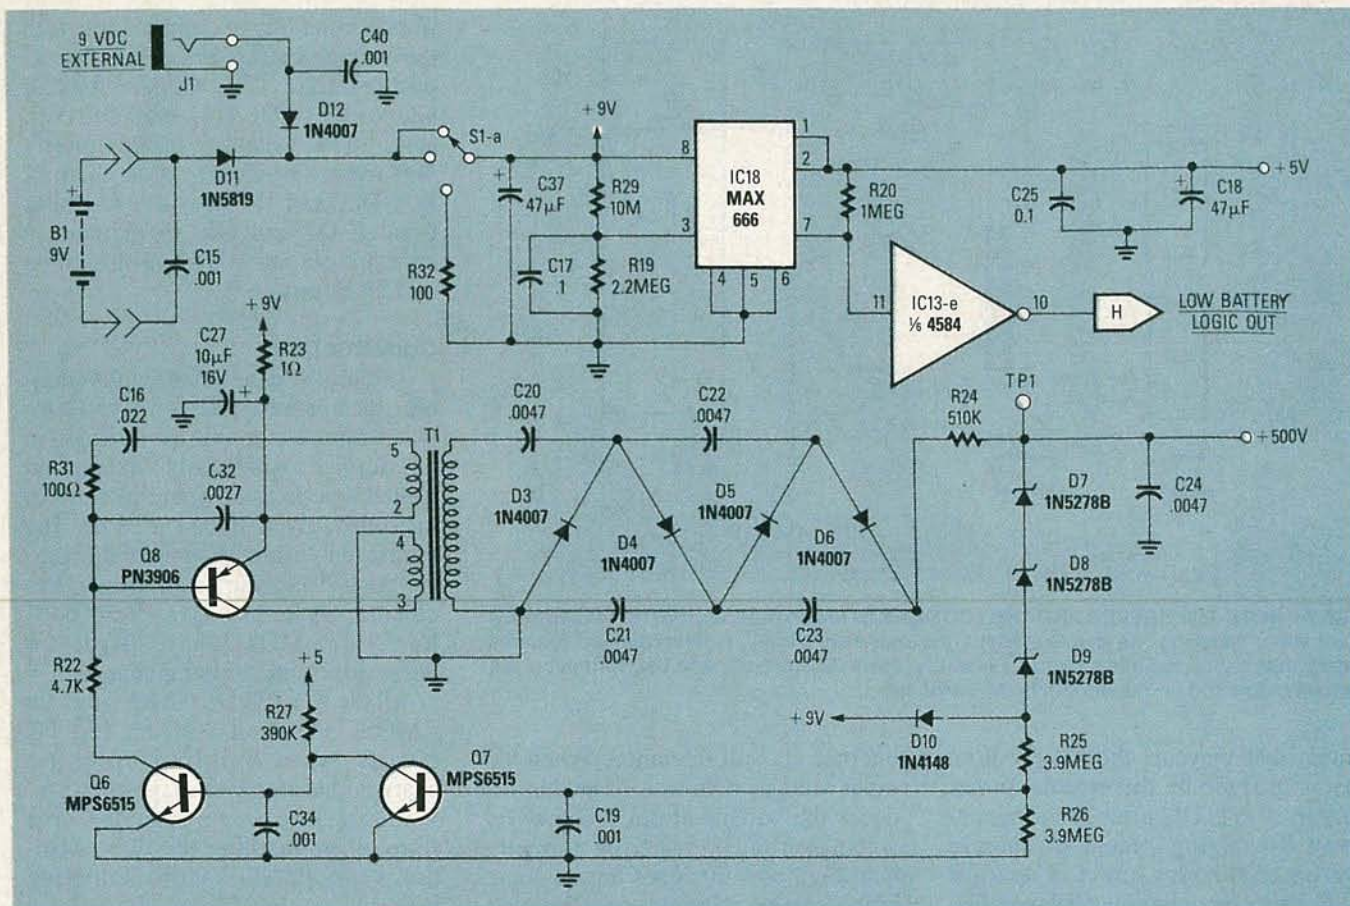 9 VDC
EXTERNAL
J1
C40
.001
D12
1N4007
S1-a
+9V
8
1
2
IC18
MAX
666
3
7
4
5
6
R20
1MEG
C25
0.1
+
C18
47µF
+5V
D11
1N5819
+
B1
9V
C15
.001
+
C37
47µF
R29
10M
R32
100
C17
.1
R19
2.2MEG
11
IC13-e
⅙ 4584
10
H
LOW BATTERY
LOGIC OUT
+9V
C27
10µF
16V
+
R23
1Ω
C16
.022
R31
100Ω
C32
.0027
T1
5
2
4
3
C20
.0047
C22
.0047
R24
510K
TP1
+500V
D3
1N4007
D4
1N4007
D5
1N4007
D6
1N4007
D7
1N5278B
C24
.0047
D8
1N5278B
D9
1N5278B
Q8
PN3906
C21
.0047
C23
.0047
R22
4.7K
+5
R27
390K
+9V
D10
1N4148
R25
3.9MEG
Q6
MPS6515
Q7
MPS6515
C34
.001
C19
.001
R26
3.9MEG